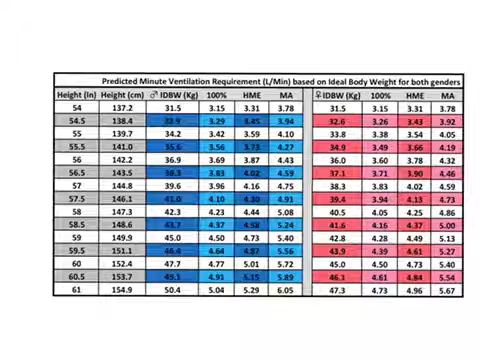 Predicted Minute Ventilation Requirement (L/Min) based on Ideal Body Weight for both genders
Height (In) Height (cm) ♂ IDBW (Kg) 100% HME MA ♀ IDBW (Kg) 100% HME MA
54 137.2 31.5 3.15 3.31 3.78 31.5 3.15 3.31 3.78
54.5 138.4 32.9 3.29 3.45 3.94 32.6 3.26 3.43 3.92
55 139.7 34.2 3.42 3.59 4.10 33.8 3.38 3.54 4.05
55.5 141.0 35.6 3.56 3.73 4.27 34.9 3.49 3.66 4.19
56 142.2 36.9 3.69 3.87 4.43 36.0 3.60 3.78 4.32
56.5 143.5 38.3 3.83 4.02 4.59 37.1 3.71 3.90 4.46
57 144.8 39.6 3.96 4.16 4.75 38.3 3.83 4.02 4.59
57.5 146.1 41.0 4.10 4.30 4.91 39.4 3.94 4.13 4.73
58 147.3 42.3 4.23 4.44 5.08 40.5 4.05 4.25 4.86
58.5 148.6 43.7 4.37 4.58 5.24 41.6 4.16 4.37 5.00
59 149.9 45.0 4.50 4.73 5.40 42.8 4.28 4.49 5.13
59.5 151.1 46.4 4.64 4.87 5.56 43.9 4.39 4.61 5.27
60 152.4 47.7 4.77 5.01 5.72 45.0 4.50 4.73 5.40
60.5 153.7 49.1 4.91 5.15 5.89 46.1 4.61 4.84 5.54
61 154.9 50.4 5.04 5.29 6.05 47.3 4.73 4.96 5.67